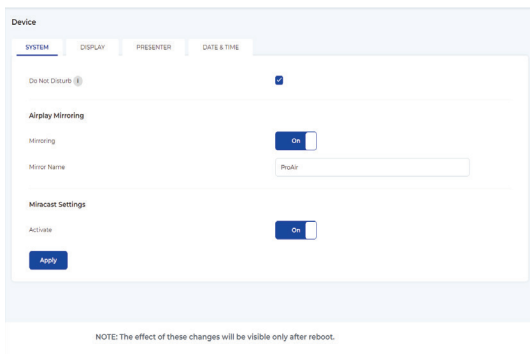 Device
SYSTEM DISPLAY PRESENTER DATE & TIME
Do Not Disturb i
Airplay Mirroring
Mirroring On
Mirror Name ProAir
Miracast Settings
Activate On
Apply
NOTE: The effect of these changes will be visible only after reboot.